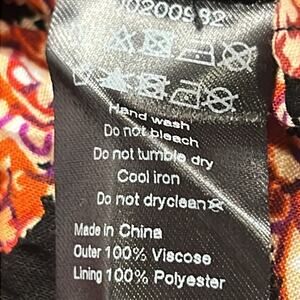 10200592
Hand wash
Do not bleach
Do not tumble dry
Cool iron
Do not dryclean
Made in China
Outer 100% Viscose
Lining 100% Polyester